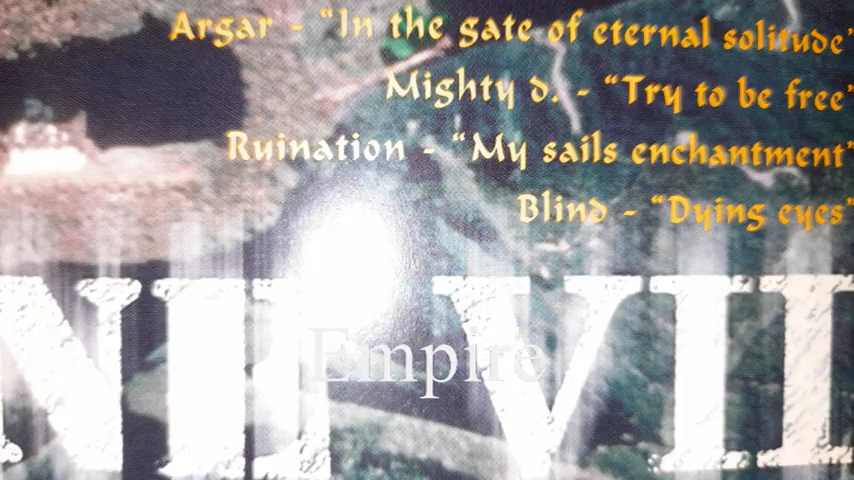 Argar - "In the gate of eternal solitude"
Mighty d. - "Try to be free"
Ruination - "My sails enchantment"
Blind - "Dying eyes"
VII
Empire